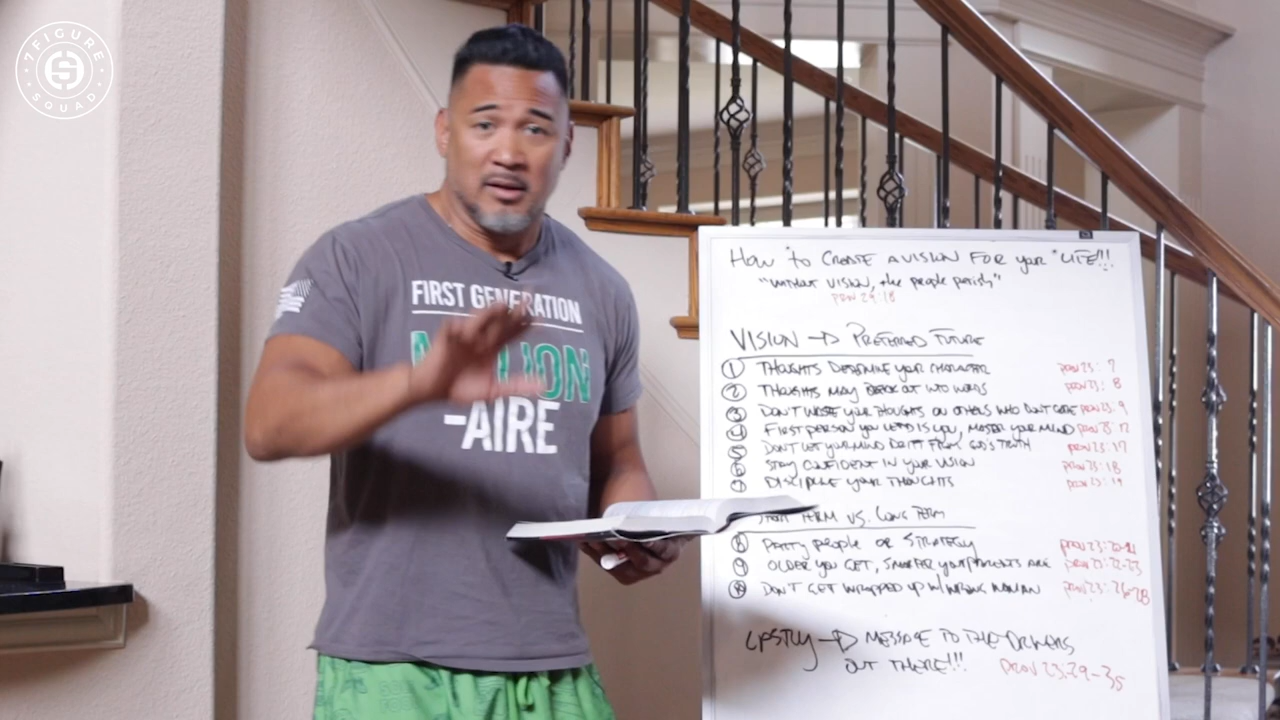 7 FIGURE SQUAD
FIRST GENERATION
MILLION
-AIRE
HOW TO CREATE A VISION FOR your "LIFE!!!
"without vision, the people perish"
PROV 29:18
VISION → PREFERRED FUTURE
① THOUGHTS DETERMINE YOUR CHARACTER PROV 23: 7
② THOUGHTS MAY BREAK OUT INTO WORDS PROV 23: 8
③ DON'T WASTE YOUR THOUGHTS ON OTHERS WHO DON'T CARE PROV 23: 9
④ FIRST PERSON YOU LEAD IS YOU, MASTER YOUR MIND PROV 23: 12
⑤ DON'T LET YOUR MIND DRIFT FROM GOD'S TRUTH PROV 23: 17
⑥ STAY CONFIDENT IN YOUR VISION PROV 23: 18
⑦ DISCIPLINE YOUR THOUGHTS PROV 23: 19
TERM VS. LONG TERM
⑧ PARTY PEOPLE OR STRATEGY PROV 23:20-21
⑨ OLDER YOU GET, SMARTER YOUR PARENTS ARE PROV 23:22-23
⑩ DON'T GET WRAPPED UP W/ WRONG WOMAN PROV 23: 26-28
LASTLY → MESSAGE TO THE DRINKERS
OUT THERE!!! PROV 23:29-35